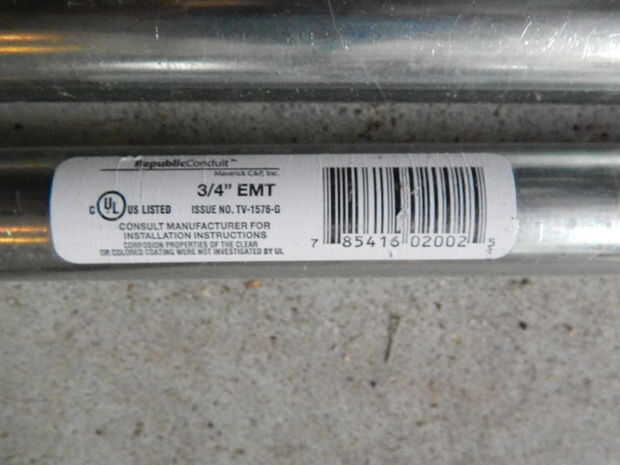 RepublicConduit™
Maverick C&P, Inc.
3/4" EMT
C UL US LISTED ISSUE NO. TV-1576-G
CONSULT MANUFACTURER FOR
INSTALLATION INSTRUCTIONS
CORROSION PROPERTIES OF THE CLEAR
OR COLORED COATING WERE NOT INVESTIGATED BY UL
7 85416 02002 5